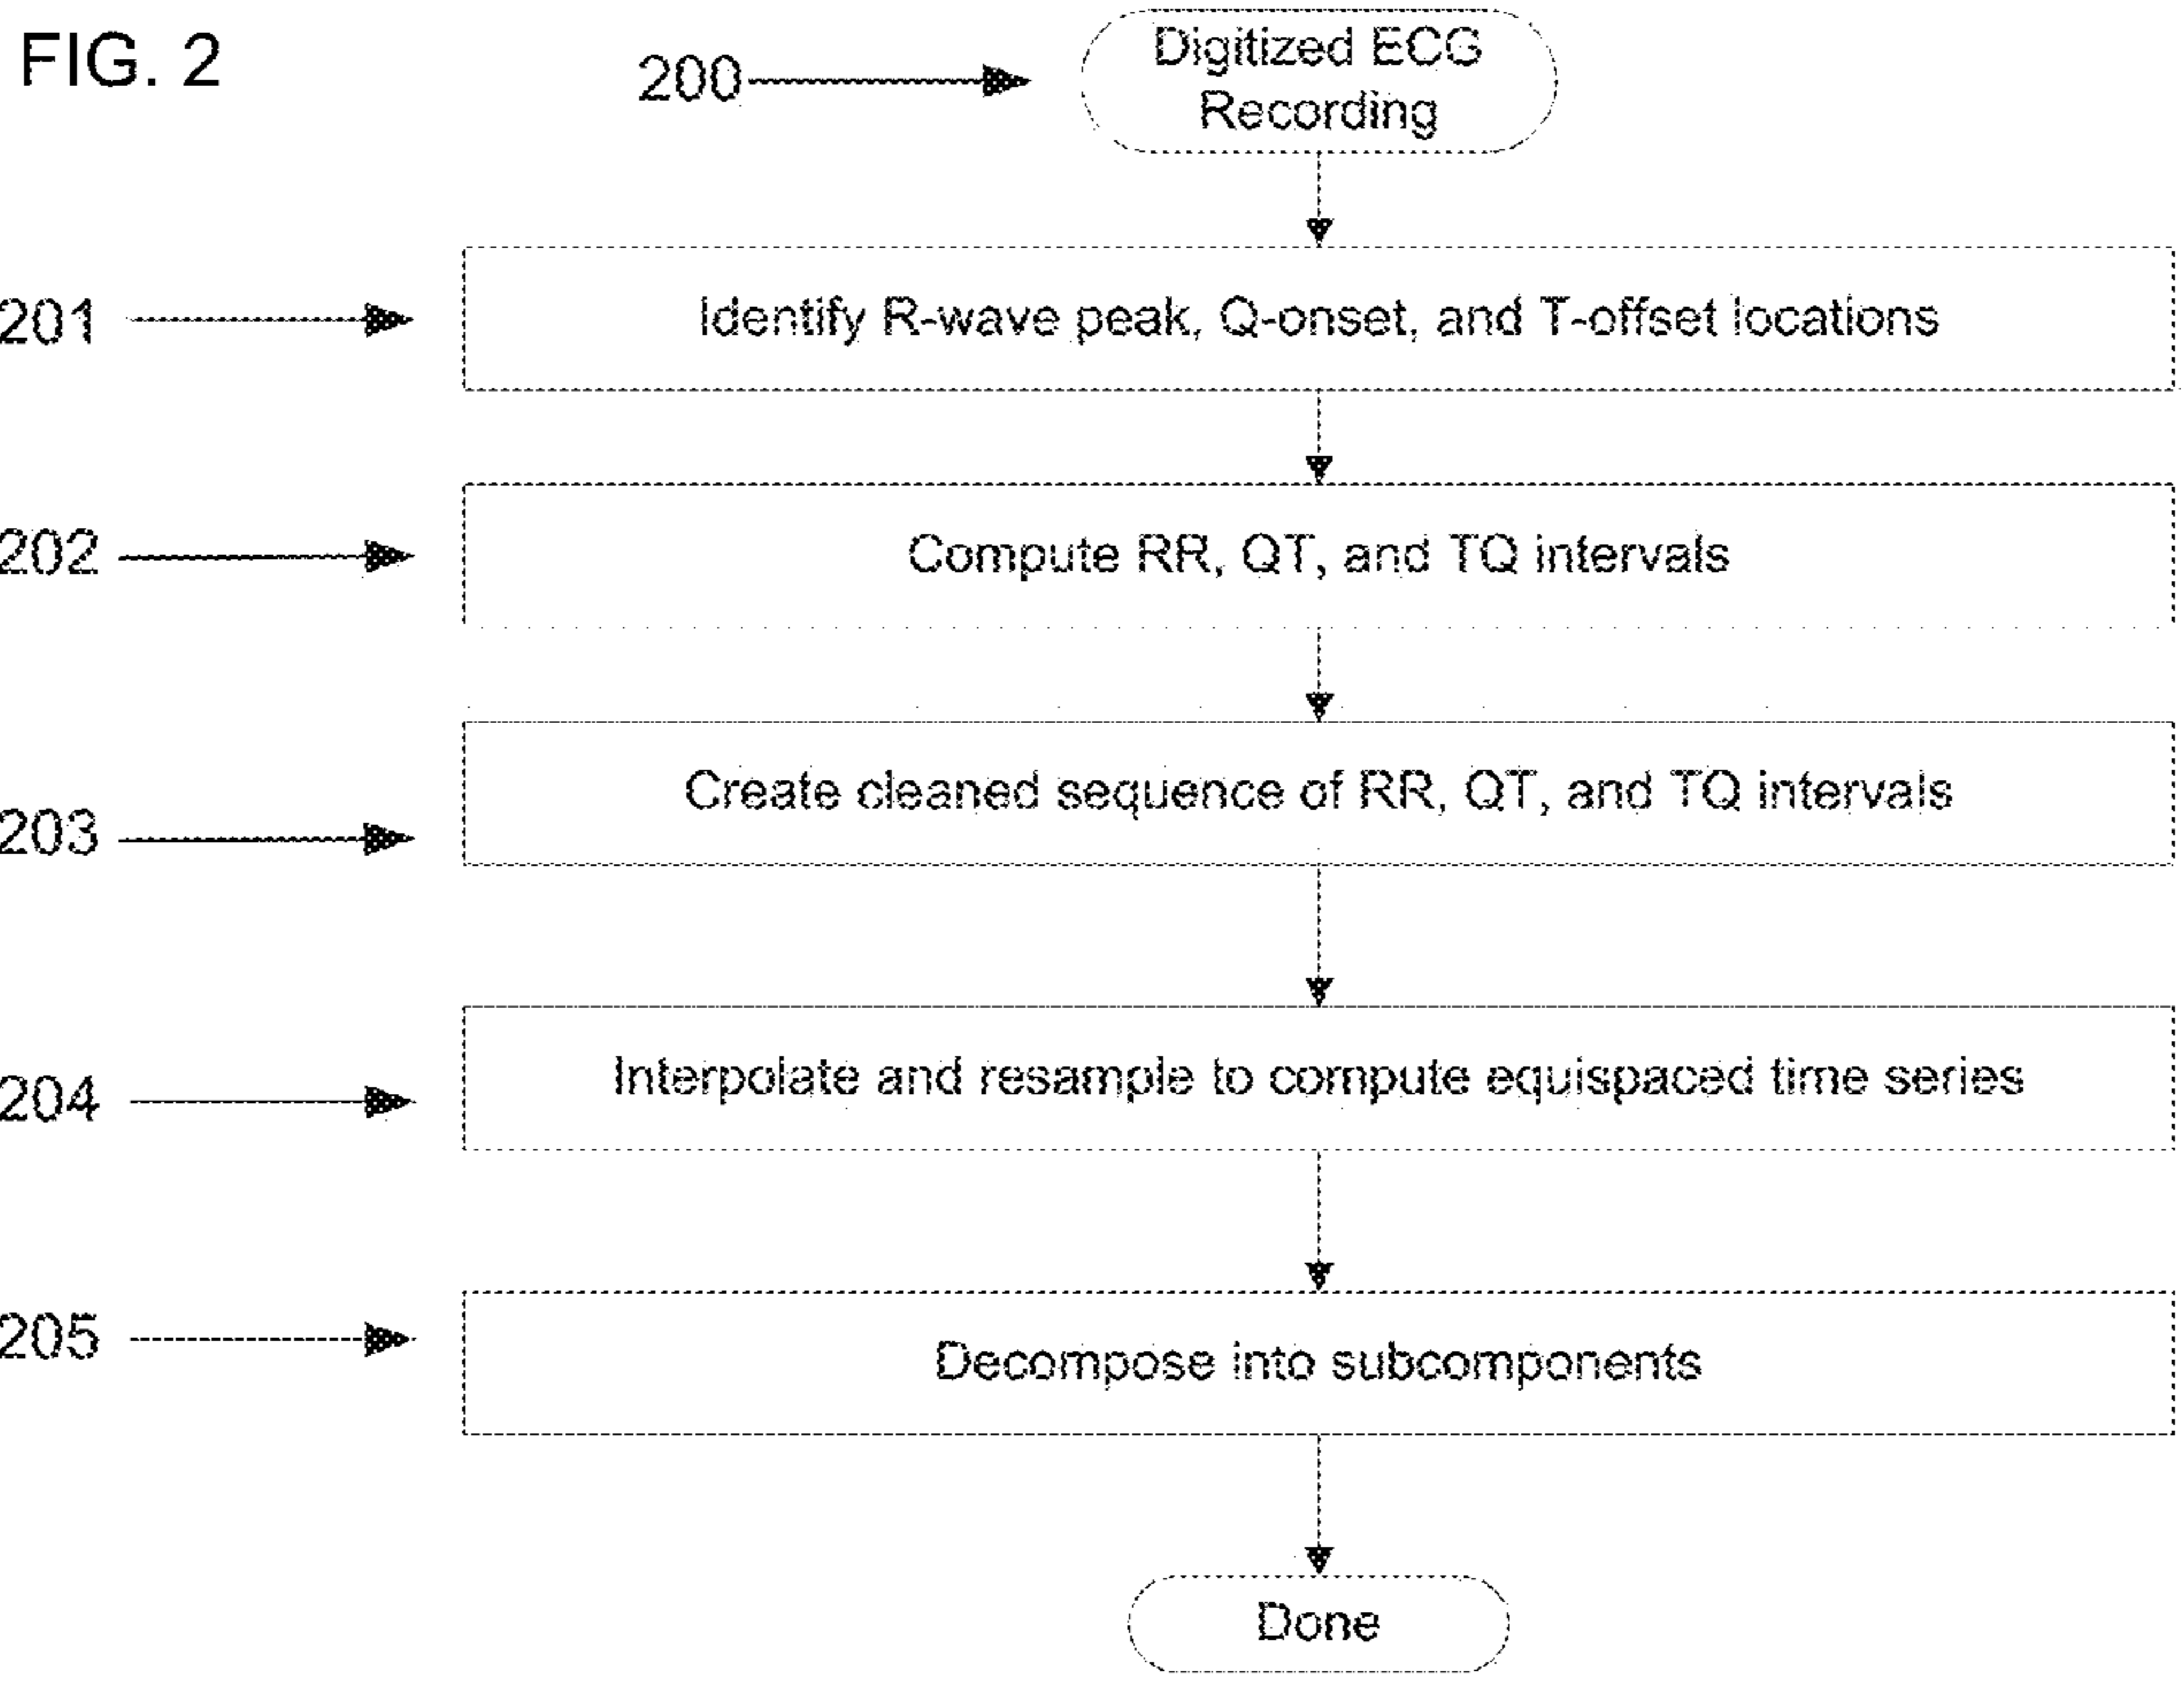 FIG. 2
200
Digitized ECG
Recording
201
Identify R-wave peak, Q-onset, and T-offset locations
202
Compute RR, QT, and TQ intervals
203
Create cleaned sequence of RR, QT, and TQ intervals
204
Interpolate and resample to compute equispaced time series
205
Decompose into subcomponents
Done